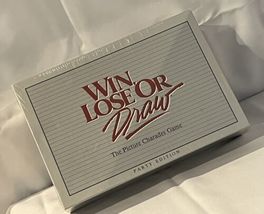 WIN,
LOSE OR
Draw
The Picture Charades Game
PARTY EDITION